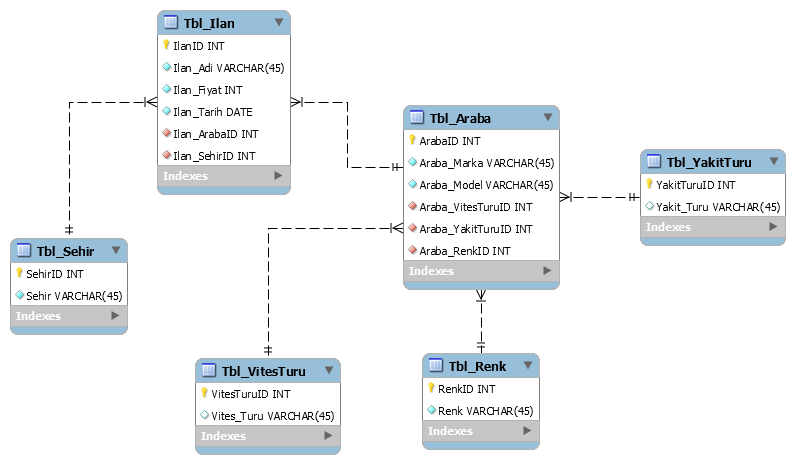 Tbl_Ilan
IlanID INT
Ilan_Adi VARCHAR(45)
Ilan_Fiyat INT
Ilan_Tarih DATE
Ilan_ArabaID INT
Ilan_SehirID INT
Indexes
Tbl_Araba
ArabaID INT
Araba_Marka VARCHAR(45)
Araba_Model VARCHAR(45)
Araba_VitesTuruID INT
Araba_YakitTuruID INT
Araba_RenkID INT
Indexes
Tbl_YakitTuru
YakitTuruID INT
Yakit_Turu VARCHAR(45)
Indexes
Tbl_Sehir
SehirID INT
Sehir VARCHAR(45)
Indexes
Tbl_VitesTuru
VitesTuruID INT
Vites_Turu VARCHAR(45)
Indexes
Tbl_Renk
RenkID INT
Renk VARCHAR(45)
Indexes